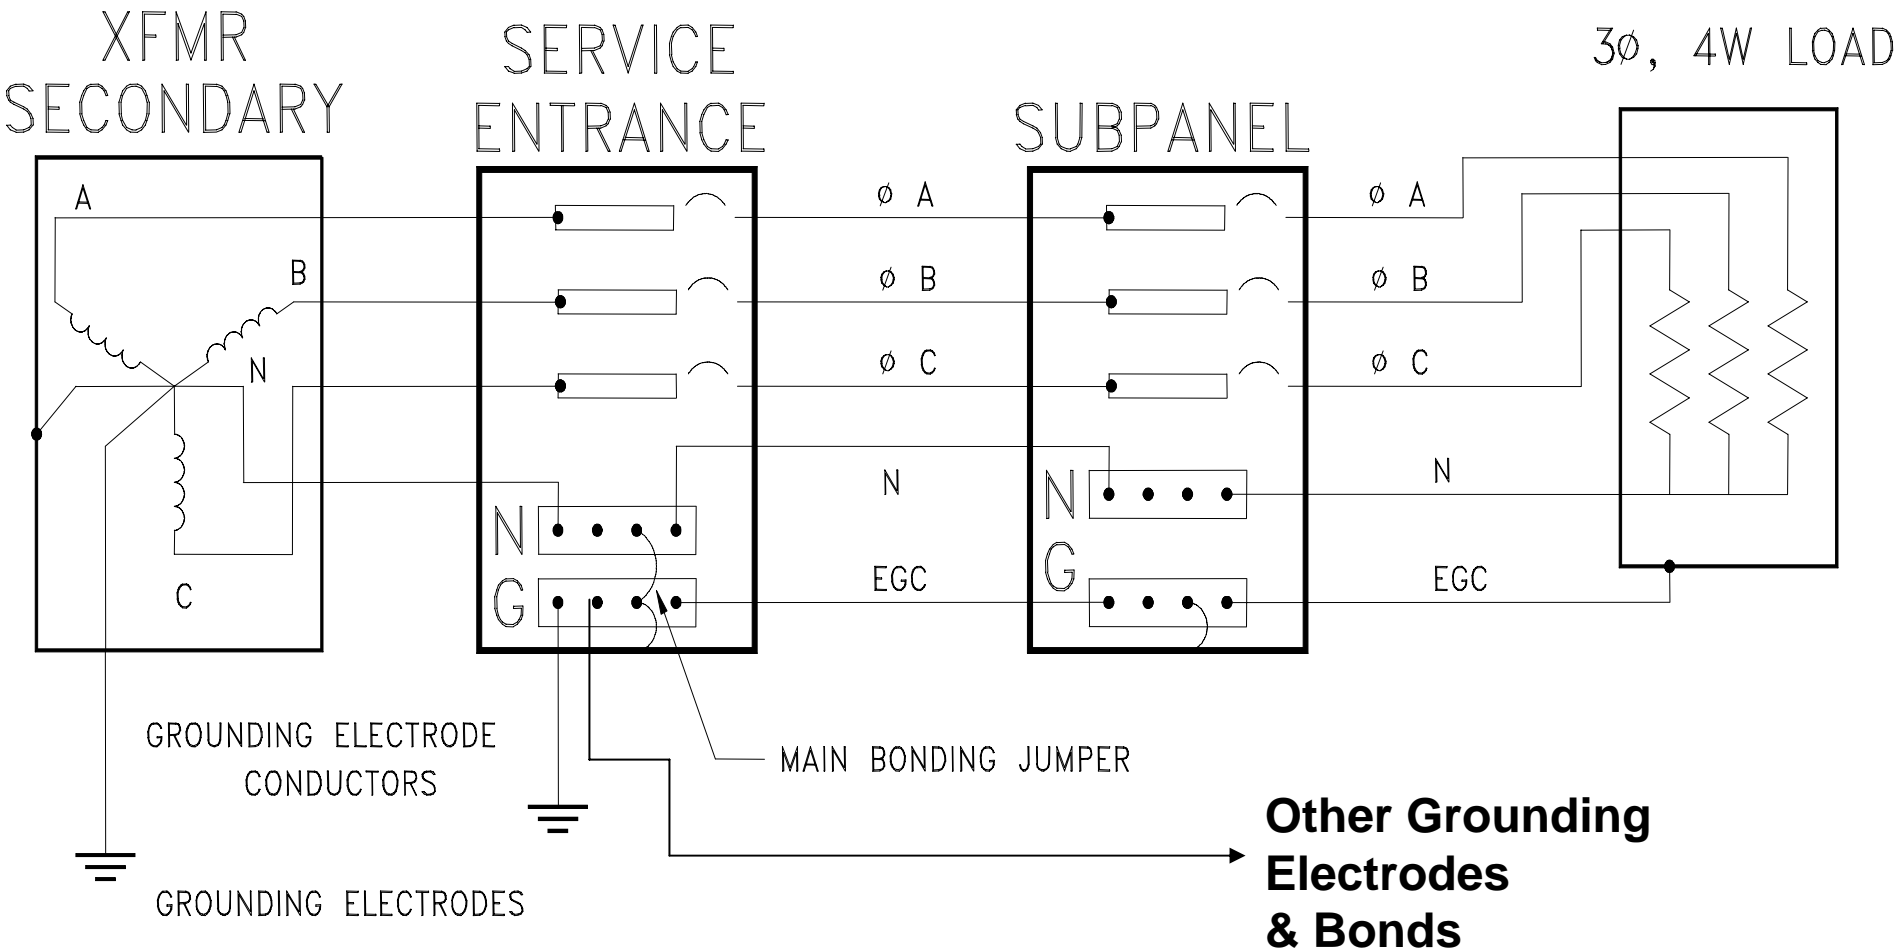 XFMR
SECONDARY
SERVICE
ENTRANCE
SUBPANEL
3ø, 4W LOAD
A
B
N
C
ø A
ø B
ø C
N
EGC
N
G
ø A
ø B
ø C
N
EGC
N
G
GROUNDING ELECTRODE
CONDUCTORS
MAIN BONDING JUMPER
GROUNDING ELECTRODES
Other Grounding
Electrodes
& Bonds